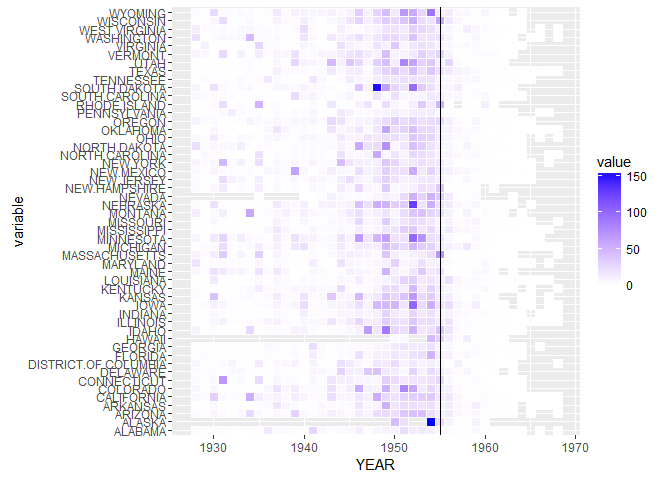 WYOMING
WISCONSIN
WEST.VIRGINIA
WASHINGTON
VIRGINIA
VERMONT
UTAH
TEXAS
TENNESSEE
SOUTH.DAKOTA
SOUTH.CAROLINA
RHODE.ISLAND
PENNSYLVANIA
OREGON
OKLAHOMA
OHIO
NORTH.DAKOTA
NORTH.CAROLINA
NEW.YORK
NEW.MEXICO
NEW.JERSEY
NEW.HAMPSHIRE
NEVADA
NEBRASKA
MONTANA
MISSOURI
MISSISSIPPI
MINNESOTA
MICHIGAN
MASSACHUSETTS
MARYLAND
MAINE
LOUISIANA
KENTUCKY
KANSAS
IOWA
INDIANA
ILLINOIS
IDAHO
HAWAII
GEORGIA
FLORIDA
DISTRICT.OF.COLUMBIA
DELAWARE
CONNECTICUT
COLORADO
CALIFORNIA
ARKANSAS
ARIZONA
ALASKA
ALABAMA
variable
1930 1940 1950 1960 1970
YEAR
value
150
100
50
0